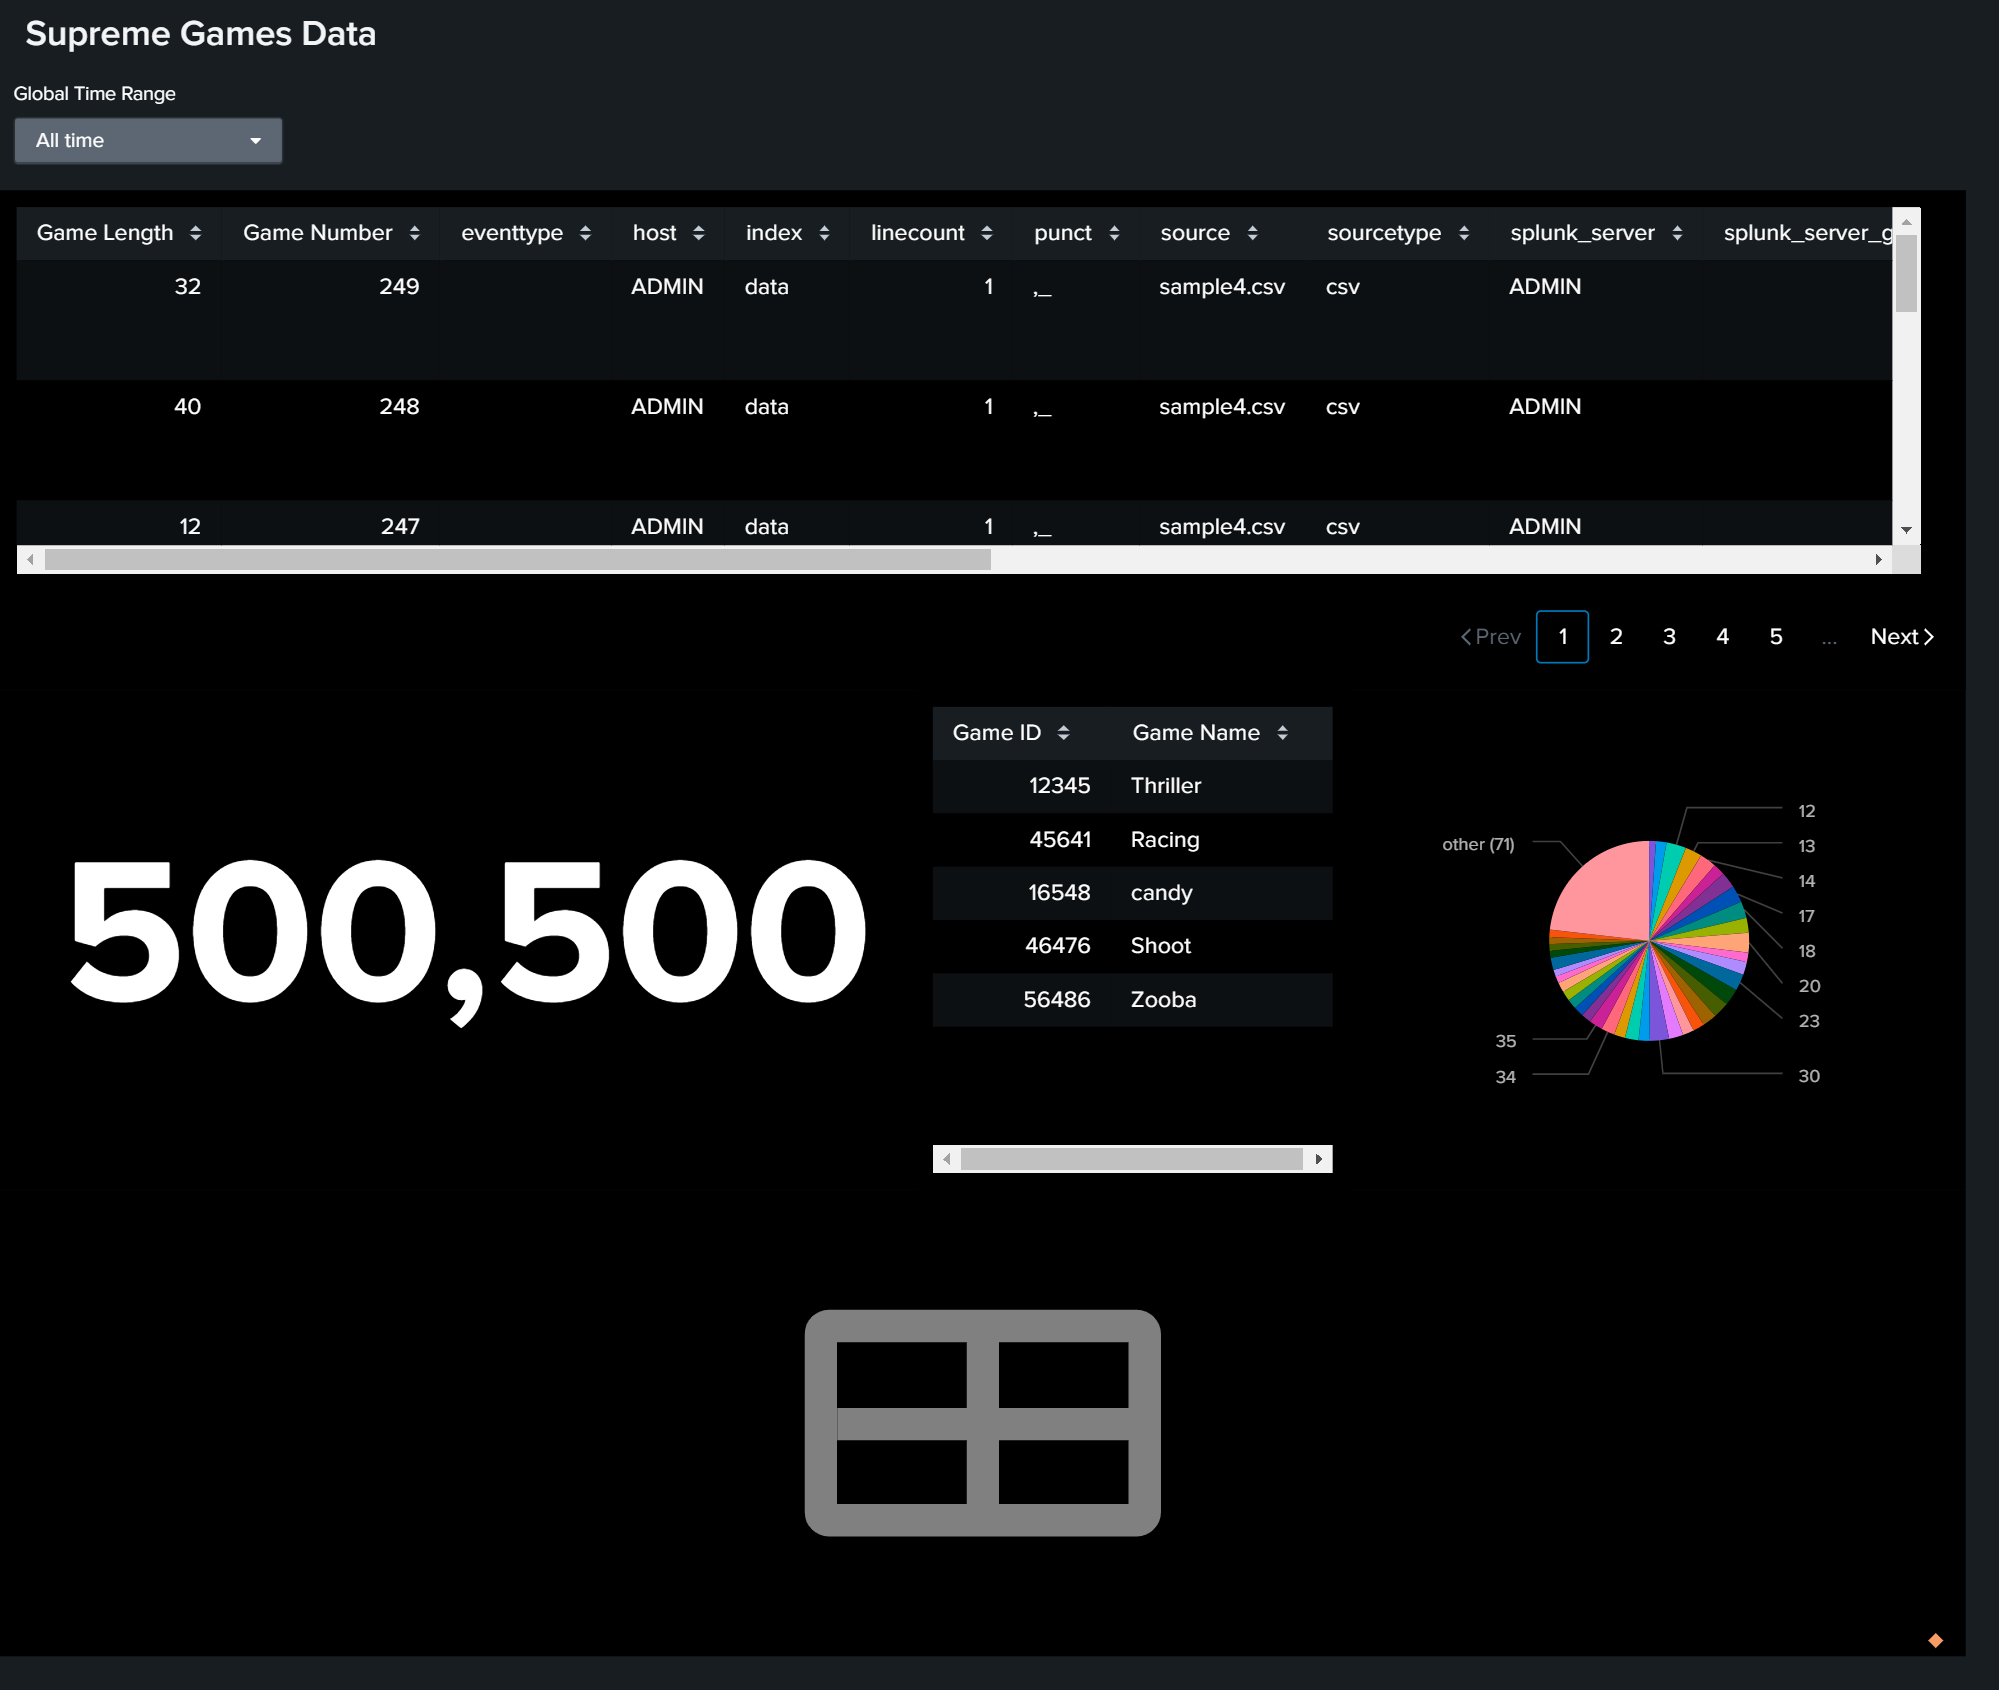 Supreme Games Data
Global Time Range
All time
Game Length Game Number eventtype host index linecount punct source sourcetype splunk_server splunk_server_g
32 249 ADMIN data 1 ,_ sample4.csv csv ADMIN
40 248 ADMIN data 1 ,_ sample4.csv csv ADMIN
12 247 ADMIN data 1 ,_ sample4.csv csv ADMIN
Prev 1 2 3 4 5 ... Next
500,500
Game ID Game Name
12345 Thriller
45641 Racing
16548 candy
46476 Shoot
56486 Zooba
other (71)
12
13
14
17
18
20
23
30
34
35